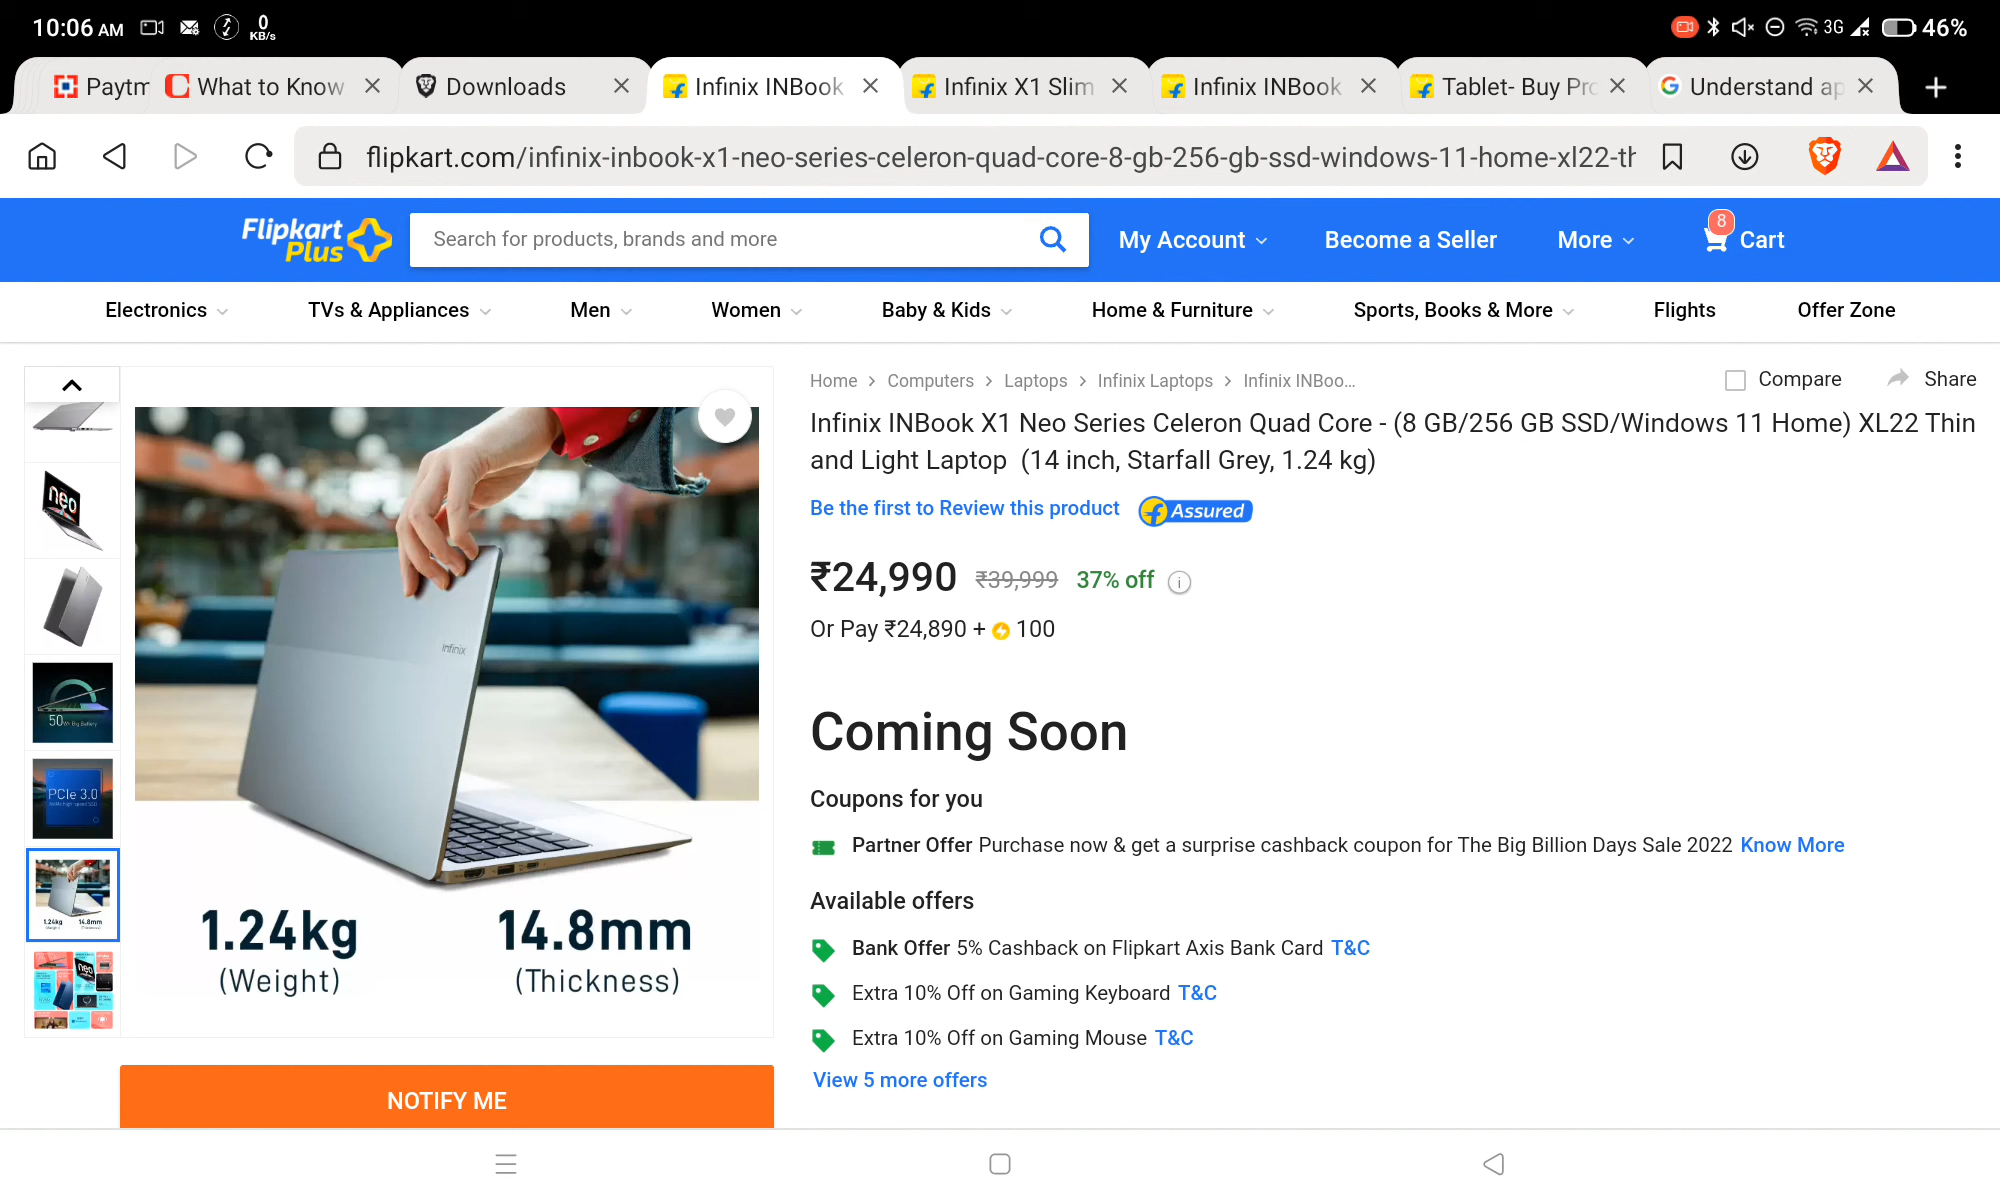 10:06 AM
0
KB/s
3G
46%
Paytm
What to Know
Downloads
Infinix INBook
Infinix X1 Slim
Infinix INBook
Tablet- Buy Pro
Understand ap
flipkart.com/infinix-inbook-x1-neo-series-celeron-quad-core-8-gb-256-gb-ssd-windows-11-home-xl22-th
Flipkart
Plus
Search for products, brands and more
My Account
Become a Seller
More
8
Cart
Electronics
TVs & Appliances
Men
Women
Baby & Kids
Home & Furniture
Sports, Books & More
Flights
Offer Zone
Home
Computers
Laptops
Infinix Laptops
Infinix INBoo...
Compare
Share
Infinix INBook X1 Neo Series Celeron Quad Core - (8 GB/256 GB SSD/Windows 11 Home) XL22 Thin
and Light Laptop (14 inch, Starfall Grey, 1.24 kg)
Be the first to Review this product
Assured
₹24,990
₹39,999
37% off
i
Or Pay ₹24,890 + 100
Coming Soon
Coupons for you
Partner Offer Purchase now & get a surprise cashback coupon for The Big Billion Days Sale 2022 Know More
Available offers
Bank Offer 5% Cashback on Flipkart Axis Bank Card T&C
Extra 10% Off on Gaming Keyboard T&C
Extra 10% Off on Gaming Mouse T&C
View 5 more offers
neo
50Wh Big Battery
PCIe 3.0
1.24kg
14.8mm
neo
Infinix
1.24kg
14.8mm
(Weight)
(Thickness)
NOTIFY ME